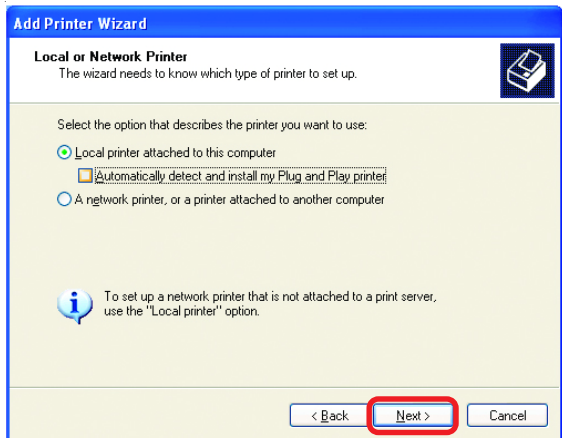 Add Printer Wizard
Local or Network Printer
The wizard needs to know which type of printer to set up.
Select the option that describes the printer you want to use:
Local printer attached to this computer
Automatically detect and install my Plug and Play printer
A network printer, or a printer attached to another computer
To set up a network printer that is not attached to a print server,
use the "Local printer" option.
< Back Next > Cancel